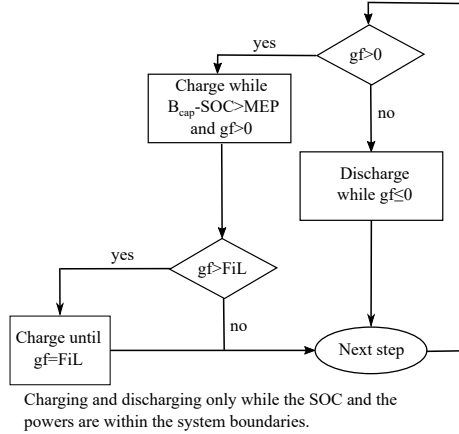 yes
gf>0
Charge while
B_cap-SOC>MEP
and gf>0
no
Discharge
while gf≤0
yes
gf>FiL
no
Charge until
gf=FiL
Next step
Charging and discharging only while the SOC and the
powers are within the system boundaries.